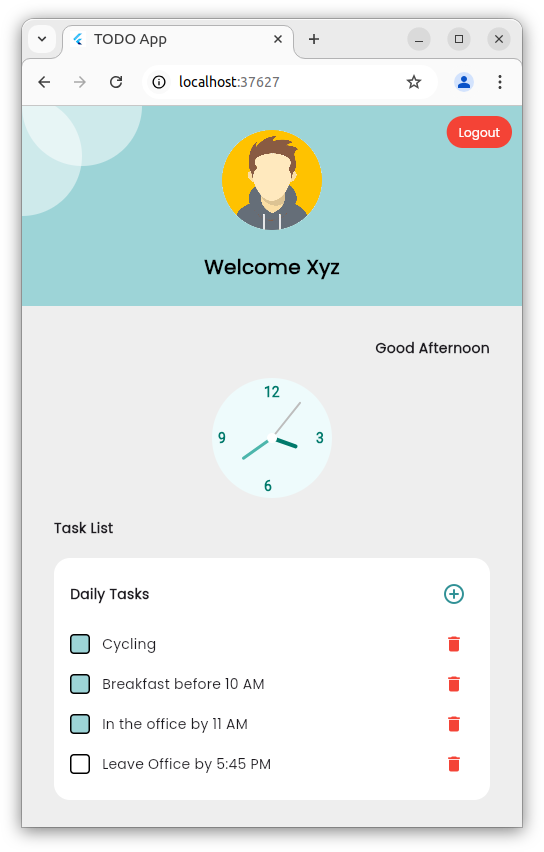 TODO App
localhost:37627
Logout
Welcome Xyz
Good Afternoon
12
9 3
6
Task List
Daily Tasks
Cycling
Breakfast before 10 AM
In the office by 11 AM
Leave Office by 5:45 PM